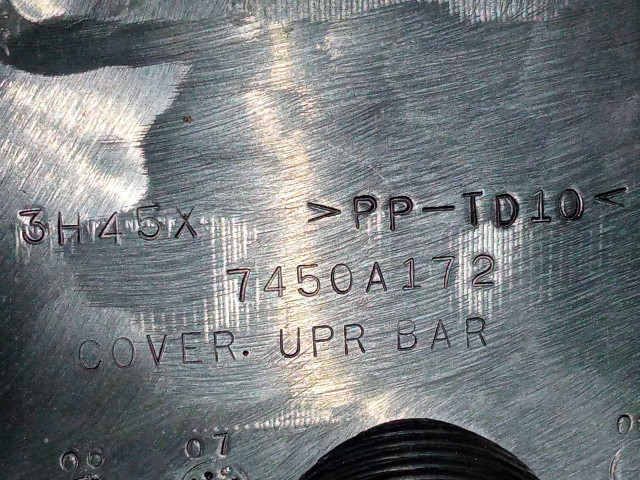 3H45X >PP-TD10<
7450A172
COVER. UPR BAR
06 07